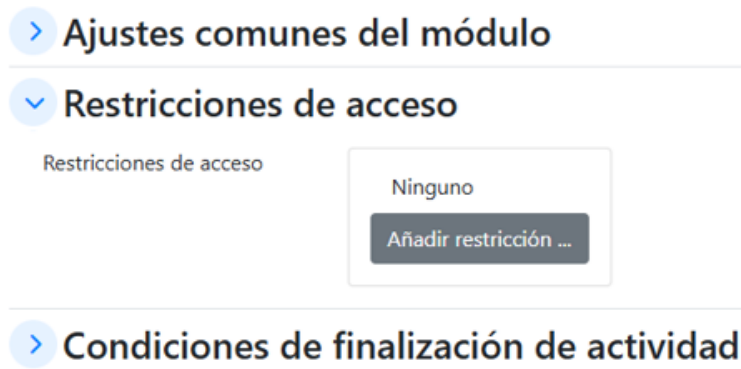 Ajustes comunes del módulo
Restricciones de acceso
Restricciones de acceso
Ninguno
Añadir restricción ...
Condiciones de finalización de actividad